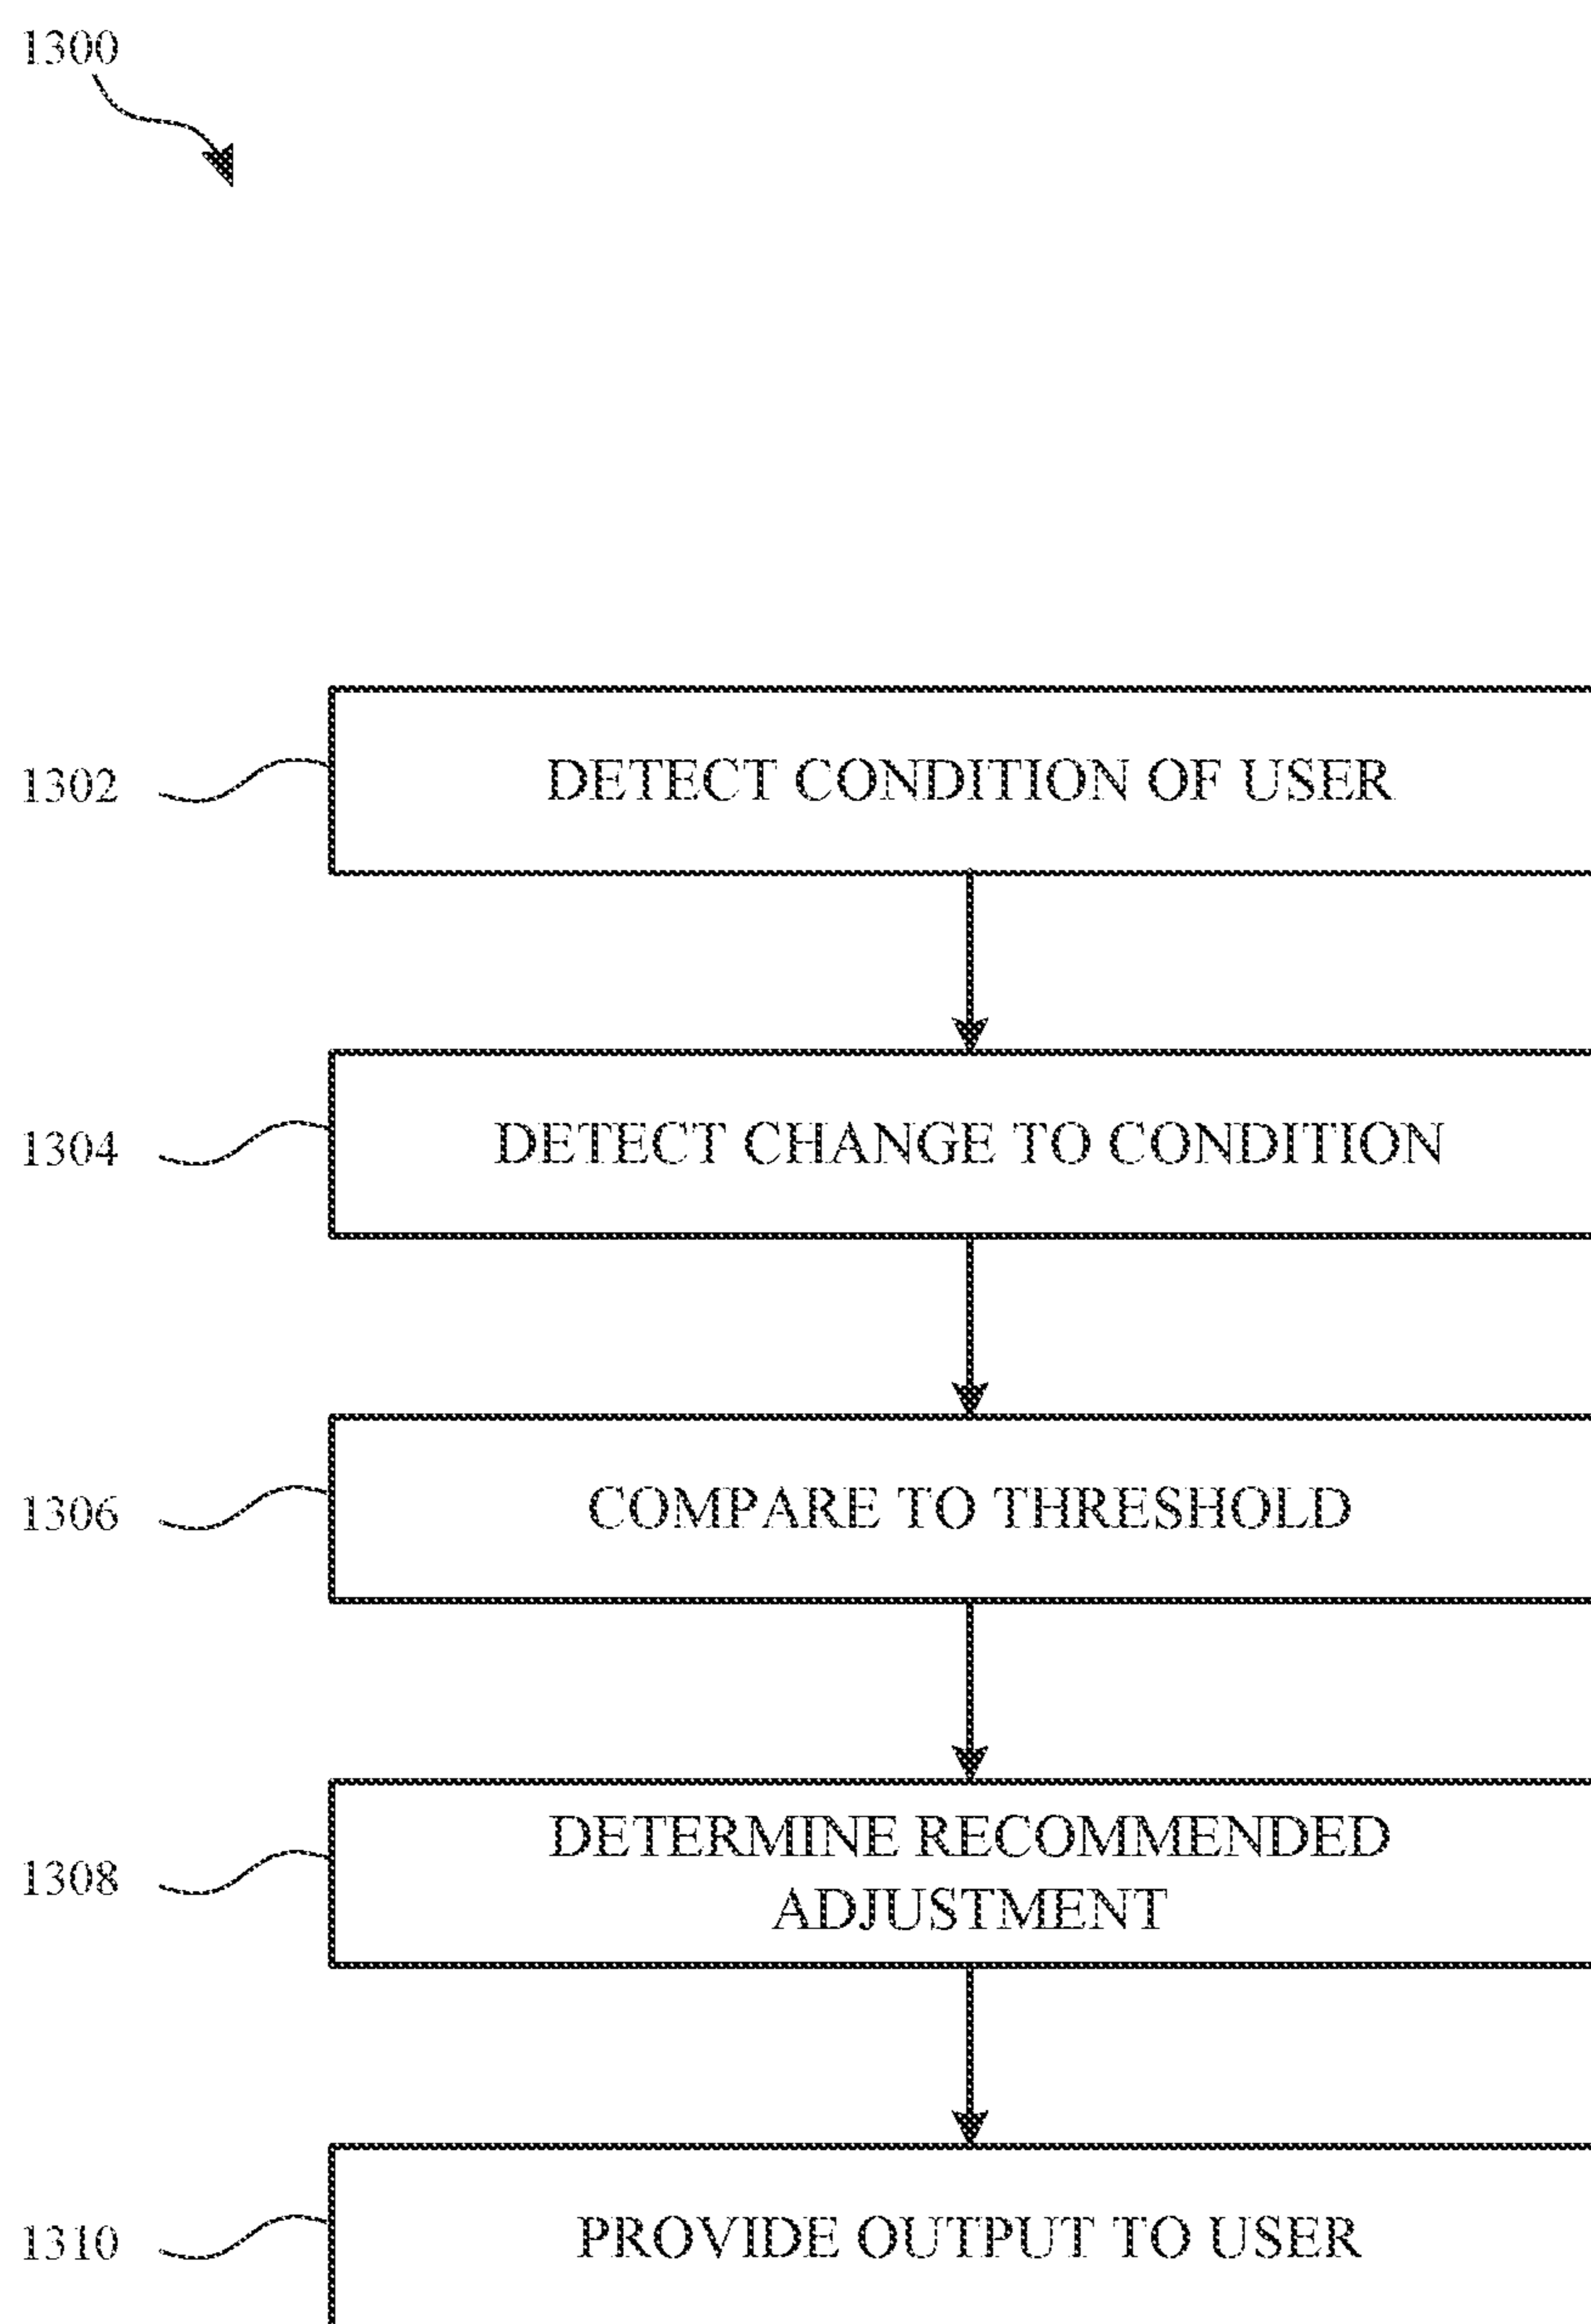 1300
1302
DETECT CONDITION OF USER
1304
DETECT CHANGE TO CONDITION
1306
COMPARE TO THRESHOLD
1308
DETERMINE RECOMMENDED
ADJUSTMENT
1310
PROVIDE OUTPUT TO USER